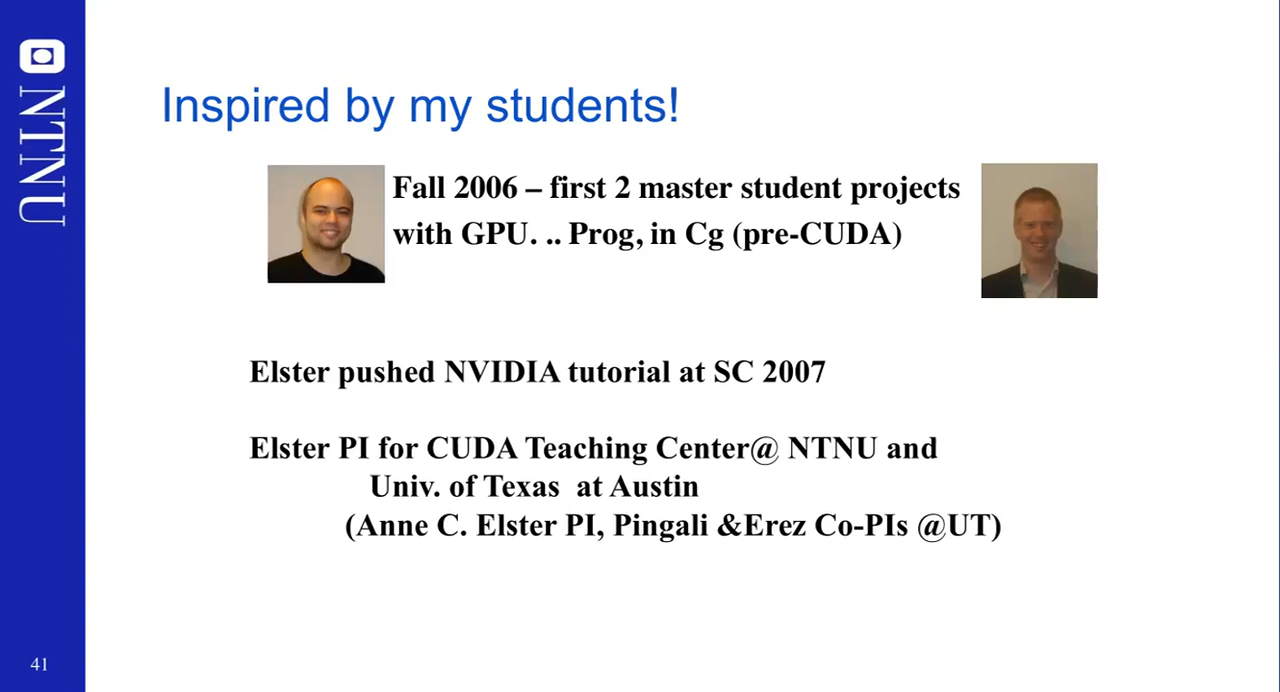 NTNU
Inspired by my students!
Fall 2006 – first 2 master student projects
with GPU. .. Prog, in Cg (pre-CUDA)
Elster pushed NVIDIA tutorial at SC 2007
Elster PI for CUDA Teaching Center@ NTNU and
Univ. of Texas at Austin
(Anne C. Elster PI, Pingali &Erez Co-PIs @UT)
41